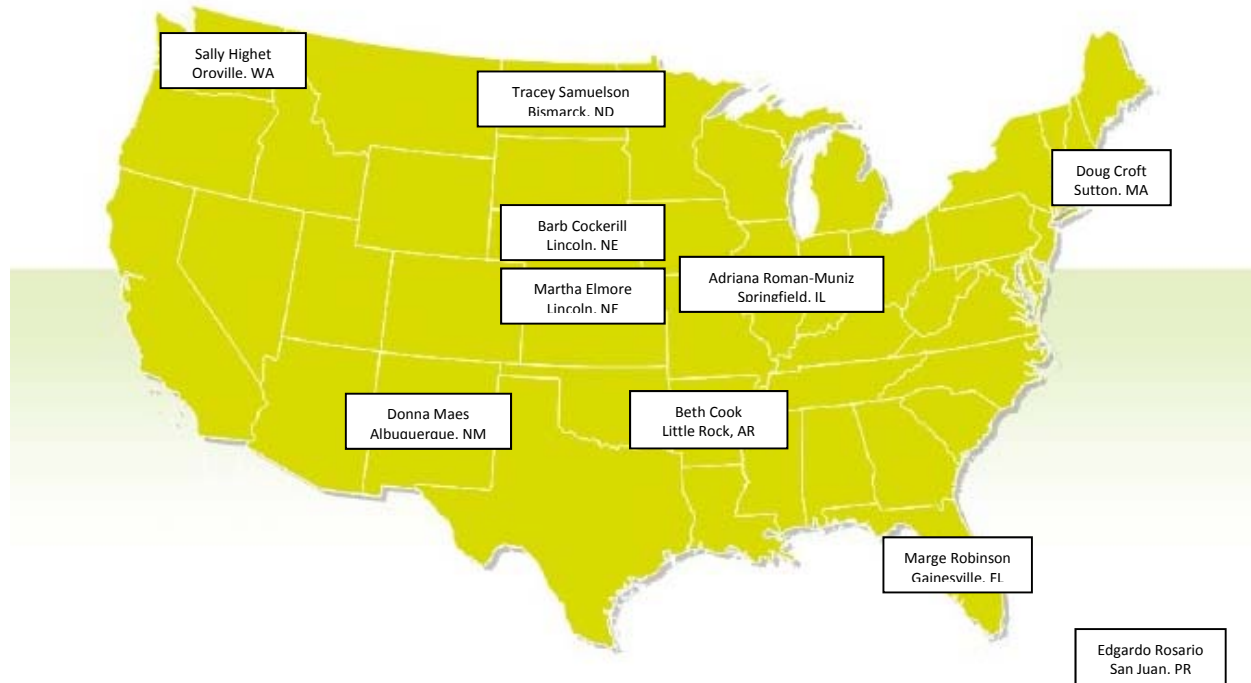 Sally Highet
Oroville, WA
Tracey Samuelson
Bismarck, ND
Doug Croft
Sutton, MA
Barb Cockerill
Lincoln, NE
Adriana Roman-Muniz
Springfield, IL
Martha Elmore
Lincoln, NE
Donna Maes
Albuquerque, NM
Beth Cook
Little Rock, AR
Marge Robinson
Gainesville, FL
Edgardo Rosario
San Juan, PR